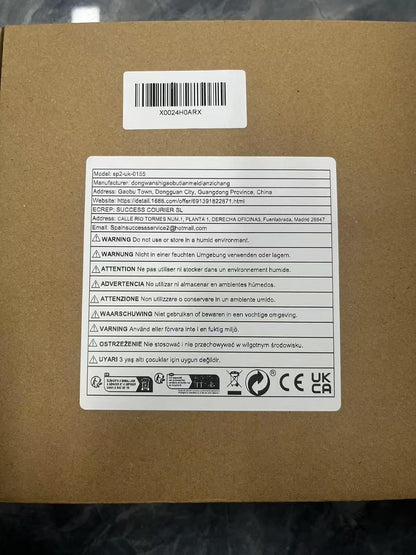 X0024H0ARX
Model: sp2-uk-0155
Manufacturer: dongwanshigaobutianmeidianzichang
Address: Gaobu Town, Dongguan City, Guangdong Province, China
Website: https://detail.1688.com/offer/691391822871.html
ECREP: SUCCESS COURIER SL
Address: CALLE RIO TORMES NUM.1, PLANTA 1, DERECHA OFICINAS, Fuenlabrada, Madrid 28947
Email: Spainsuccessservice2@hotmail.com
WARNING Do not use or store in a humid environmant.
WARNUNG Nicht in einer feuchten Umgebung verwenden oder lagern.
ATTENTION Ne pas utiliser ni stocker dans un environnement humide.
ADVERTENCIA No utilizar ni almacenar en ambientes húmedos.
ATTENZIONE Non utilizzare o conservare in un ambiente umido.
WAARSCHUWING Niet gebruiken of bewaren in een vochtige omgeving.
VARNING Använd eller förvara inte i en fuktig miljö.
OSTRZEŻENIE Nie stosować i nie przechowywać w wilgotnym środowisku.
UYARI 3 yaş altı çocuklar için uygun değildir.
CE UK CA